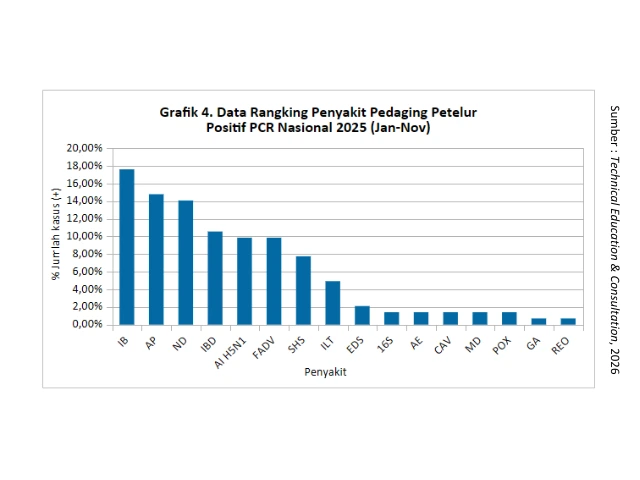 Grafik 4. Data Rangking Penyakit Pedaging Petelur
Positif PCR Nasional 2025 (Jan-Nov)
% Jumlah kasus (+)
20,00%
18,00%
16,00%
14,00%
12,00%
10,00%
8,00%
6,00%
4,00%
2,00%
0,00%
IB
AP
ND
IBD
AI H5N1
FADV
SHS
ILT
EDS
16S
AE
CAV
MD
POX
GA
REO
Penyakit
Sumber : Technical Education & Consultation, 2026